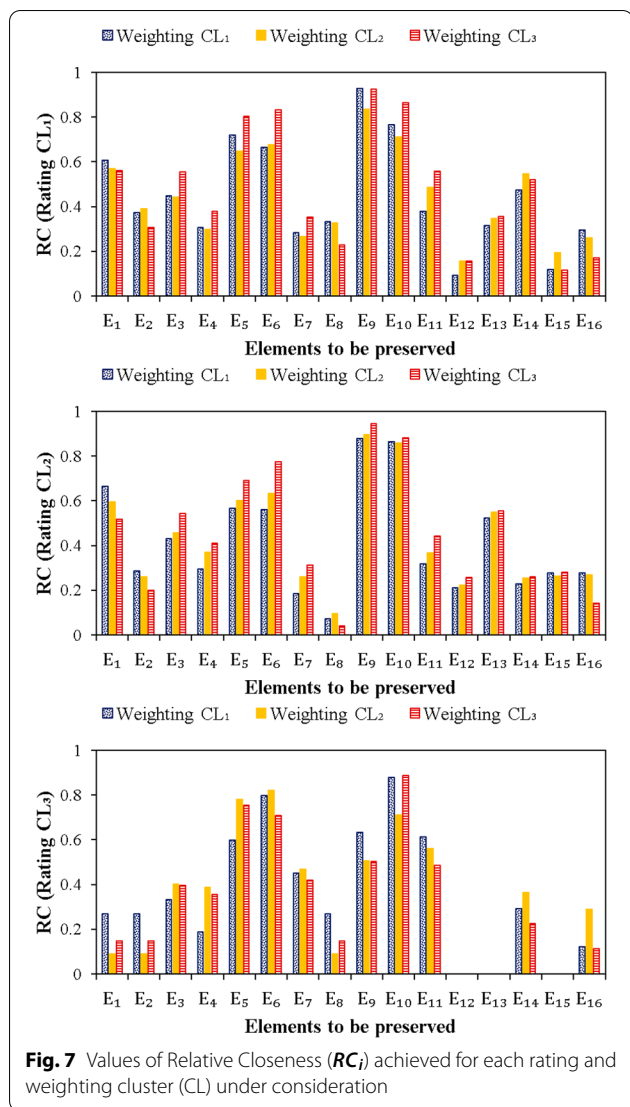 Weighting CL₁ Weighting CL₂ Weighting CL₃
RC (Rating CL₁)
1
0.8
0.6
0.4
0.2
0
E₁ E₂ E₃ E₄ E₅ E₆ E₇ E₈ E₉ E₁₀ E₁₁ E₁₂ E₁₃ E₁₄ E₁₅ E₁₆
Elements to be preserved
Weighting CL₁ Weighting CL₂ Weighting CL₃
RC (Rating CL₂)
1
0.8
0.6
0.4
0.2
0
E₁ E₂ E₃ E₄ E₅ E₆ E₇ E₈ E₉ E₁₀ E₁₁ E₁₂ E₁₃ E₁₄ E₁₅ E₁₆
Elements to be preserved
Weighting CL₁ Weighting CL₂ Weighting CL₃
RC (Rating CL₃)
1
0.8
0.6
0.4
0.2
0
E₁ E₂ E₃ E₄ E₅ E₆ E₇ E₈ E₉ E₁₀ E₁₁ E₁₂ E₁₃ E₁₄ E₁₅ E₁₆
Elements to be preserved
Fig. 7 Values of Relative Closeness (RCᵢ) achieved for each rating and
weighting cluster (CL) under consideration